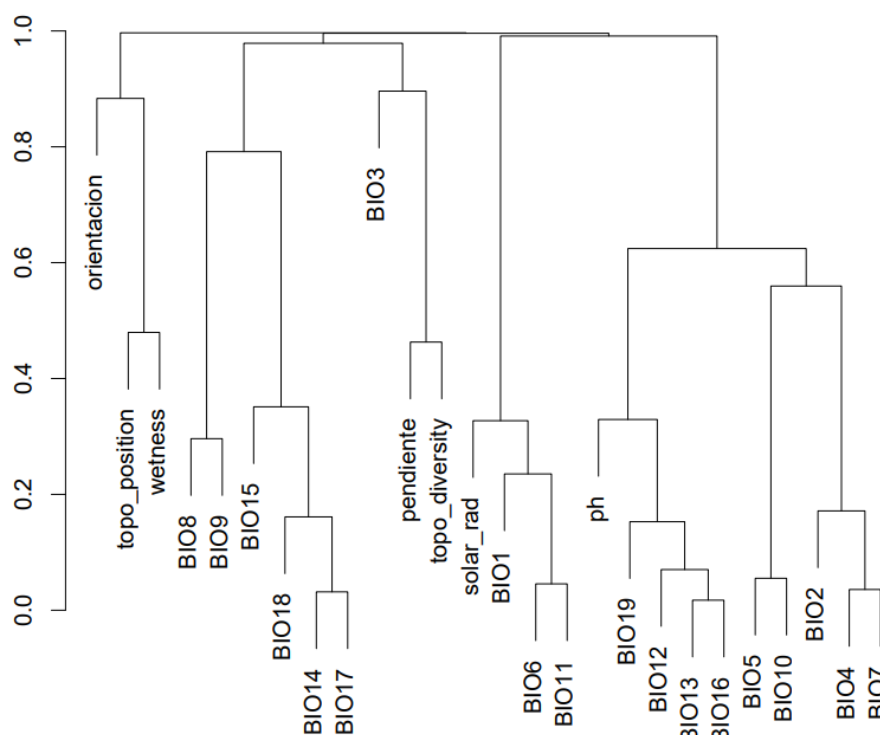 1.0
0.8
0.6
0.4
0.2
0.0
orientacion
topo_position
wetness
BIO8
BIO9
BIO15
BIO18
BIO14
BIO17
BIO3
pendiente
topo_diversity
solar_rad
BIO1
BIO6
BIO11
ph
BIO19
BIO12
BIO13
BIO16
BIO5
BIO10
BIO2
BIO4
BIO7